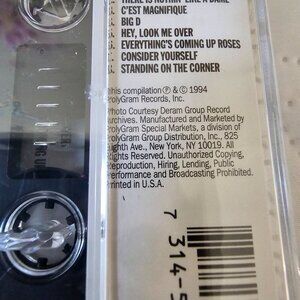 THERE IS NOTHIN' LIKE A DAME
C'EST MAGNIFIQUE
BIG D
HEY, LOOK ME OVER
EVERYTHING'S COMING UP ROSES
CONSIDER YOURSELF
STANDING ON THE CORNER
This compilation Ⓟ & © 1994
PolyGram Records, Inc.
Photo Courtesy Deram Group Record
Archives. Manufactured and Marketed by
PolyGram Special Markets, a division of
PolyGram Group Distribution, Inc., 825
Eighth Ave., New York, NY 10019. All
Rights Reserved. Unauthorized Copying,
Reproduction, Hiring, Lending, Public
Performance and Broadcasting Prohibited.
Printed in U.S.A.
7 314-5